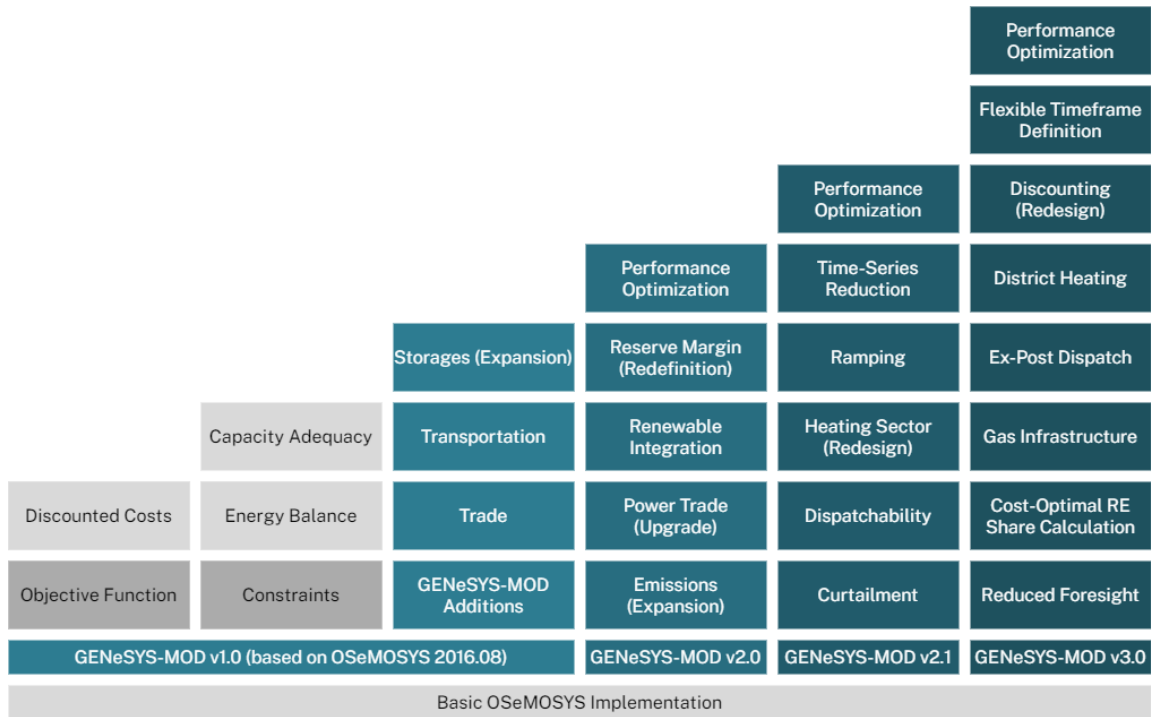 Performance
Optimization
Flexible Timeframe
Definition
Performance
Optimization
Discounting
(Redesign)
Performance
Optimization
Time-Series
Reduction
District Heating
Storages (Expansion)
Reserve Margin
(Redefinition)
Ramping
Ex-Post Dispatch
Capacity Adequacy
Transportation
Renewable
Integration
Heating Sector
(Redesign)
Gas Infrastructure
Discounted Costs
Energy Balance
Trade
Power Trade
(Upgrade)
Dispatchability
Cost-Optimal RE
Share Calculation
Objective Function
Constraints
GENeSYS-MOD
Additions
Emissions
(Expansion)
Curtailment
Reduced Foresight
GENeSYS-MOD v1.0 (based on OSeMOSYS 2016.08)
GENeSYS-MOD v2.0
GENeSYS-MOD v2.1
GENeSYS-MOD v3.0
Basic OSeMOSYS Implementation